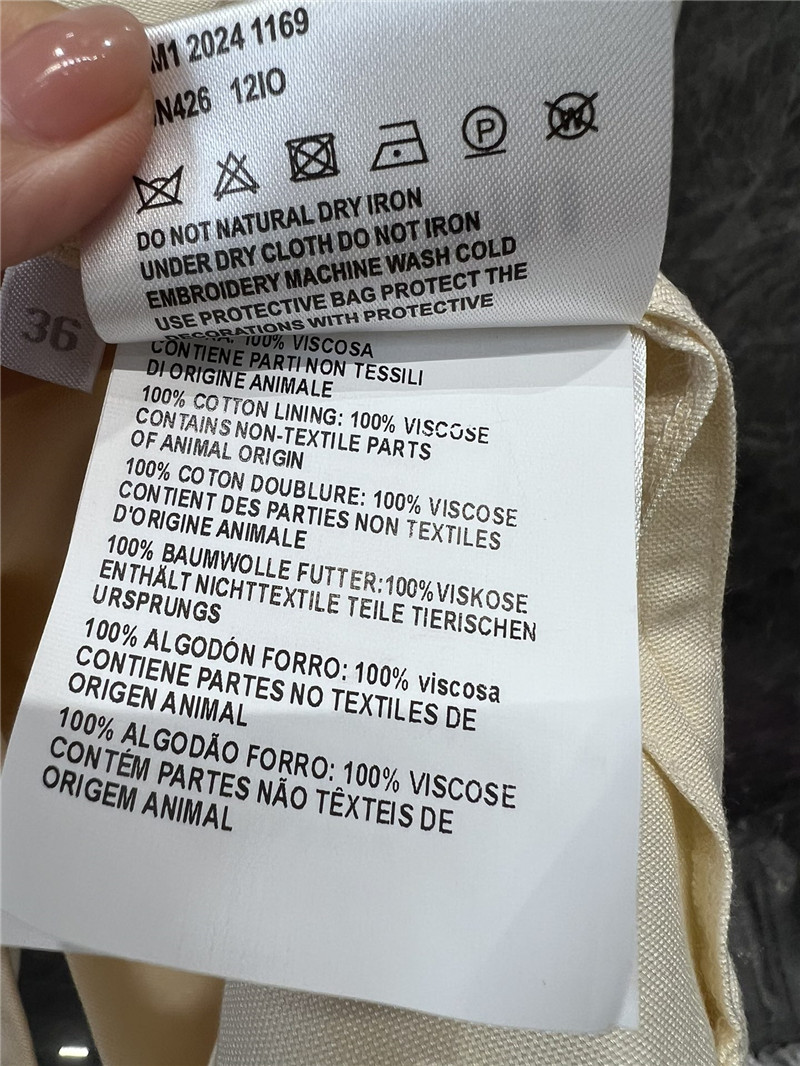 M1 2024 1169
N426 12IO
P
W
DO NOT NATURAL DRY IRON
UNDER DRY CLOTH DO NOT IRON
EMBROIDERY MACHINE WASH COLD
USE PROTECTIVE BAG PROTECT THE
DECORATIONS WITH PROTECTIVE
36
100% VISCOSA
CONTIENE PARTI NON TESSILI
DI ORIGINE ANIMALE
100% COTTON LINING: 100% VISCOSE
CONTAINS NON-TEXTILE PARTS
OF ANIMAL ORIGIN
100% COTON DOUBLURE: 100% VISCOSE
CONTIENT DES PARTIES NON TEXTILES
D'ORIGINE ANIMALE
100% BAUMWOLLE FUTTER:100%VISKOSE
ENTHÄLT NICHTTEXTILE TEILE TIERISCHEN
URSPRUNGS
100% ALGODÓN FORRO: 100% viscosa
CONTIENE PARTES NO TEXTILES DE
ORIGEN ANIMAL
100% ALGODÃO FORRO: 100% VISCOSE
CONTÉM PARTES NÃO TÊXTEIS DE
ORIGEM ANIMAL